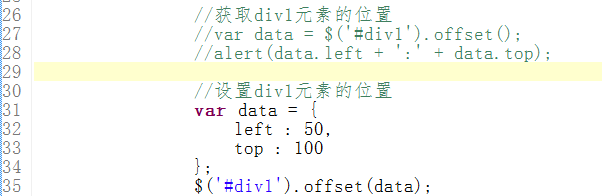 26 //获取div1元素的位置
27 //var data = $('#div1').offset();
28 //alert(data.left + ':' + data.top);
29
30 //设置div1元素的位置
31 var data = {
32 left : 50,
33 top : 100
34 };
35 $('#div1').offset(data);